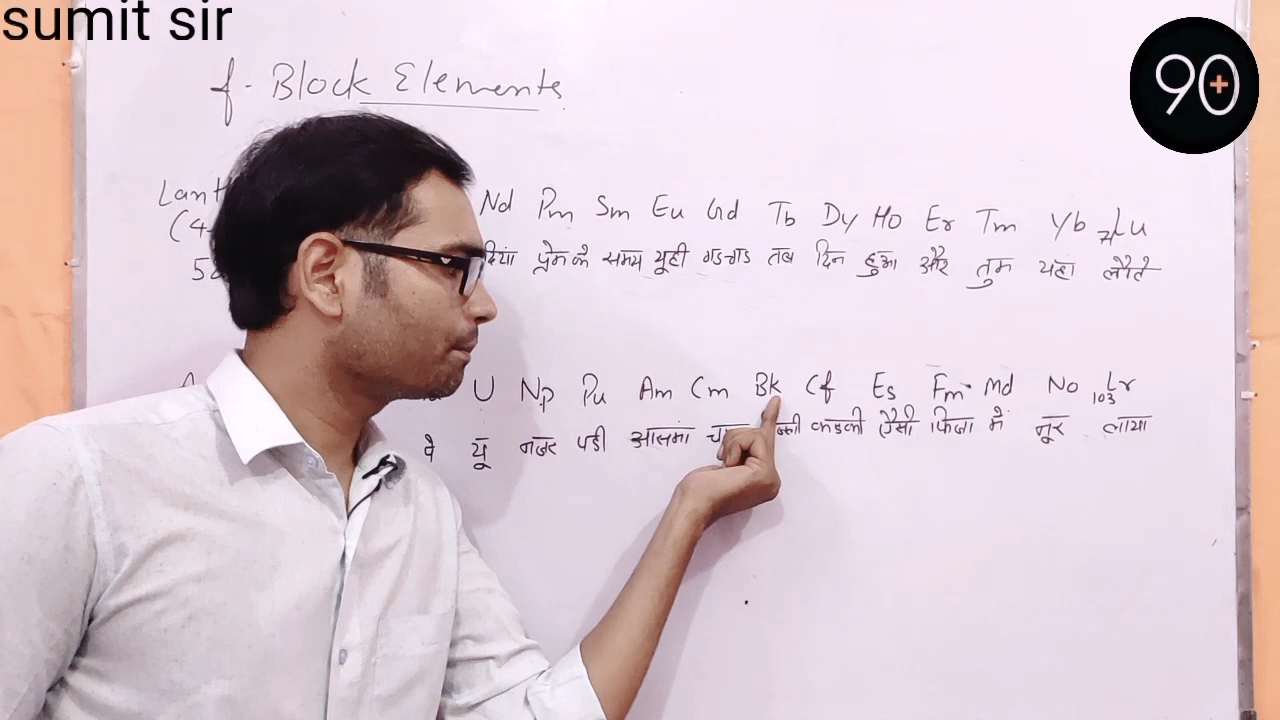 sumit sir
90+
f- Block Elements
Nd Pm Sm Eu Gd Tb Dy Ho Er Tm Yb 71Lu
(4
प्रेम के समय यूही गडगड तब दिन हुआ और तुम यहा लौटे
U Np Pu Am Cm Bk Cf Es Fm Md No 103Lr
वे यू नजर पडी आसमा कडकी ऐसी फिजा में नूर लाया